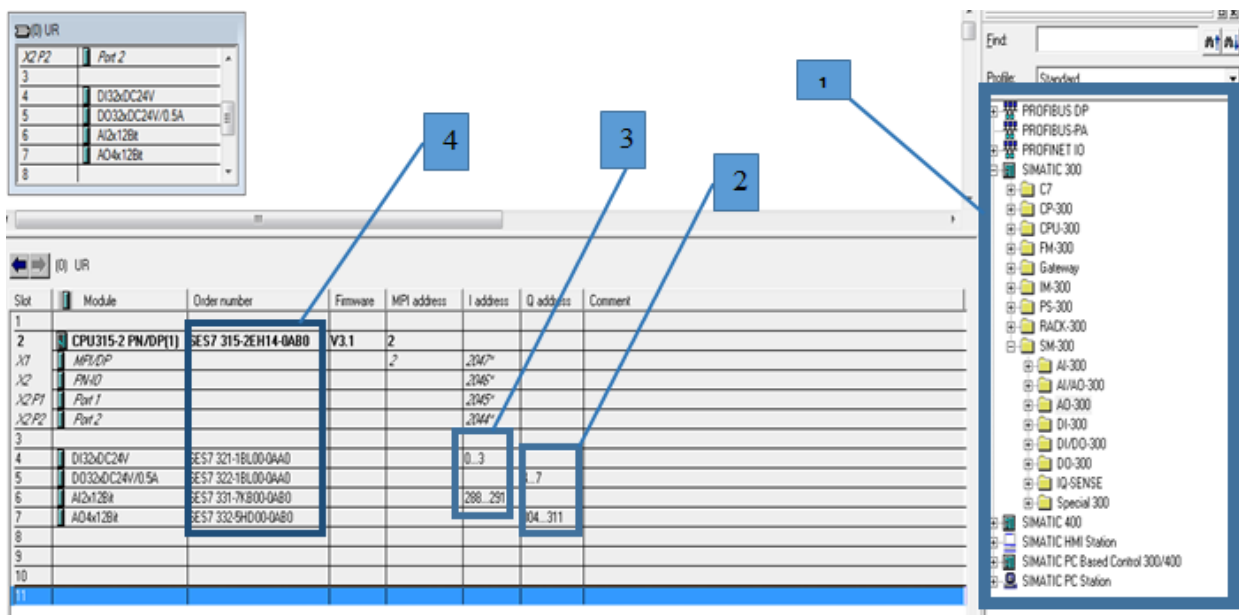 (0) UR
X2 P2 Port 2
3
4 DI32xDC24V
5 DO32xDC24V/0.5A
6 AI2x12Bit
7 AO4x12Bit
8
4
3
2
1
Find:
Profile: Standard
PROFIBUS DP
PROFIBUS-PA
PROFINET IO
SIMATIC 300
C7
CP-300
CPU-300
FM-300
Gateway
IM-300
PS-300
RACK-300
SM-300
AI-300
AI/AO-300
AO-300
DI-300
DI/DO-300
DO-300
IQ-SENSE
Special 300
SIMATIC 400
SIMATIC HMI Station
SIMATIC PC Based Control 300/400
SIMATIC PC Station
(0) UR
Slot Module Order number Firmware MPI address I address Q address Comment
1
2 CPU315-2 PN/DP(1) 6ES7 315-2EH14-0AB0 V3.1 2
X1 MPI/DP 2 2047*
X2 PN-IO 2046*
X2 P1 Port 1 2045*
X2 P2 Port 2 2044*
3
4 DI32xDC24V 6ES7 321-1BL00-0AA0 0...3
5 DO32xDC24V/0.5A 6ES7 322-1BL00-0AA0 ...7
6 AI2x12Bit 6ES7 331-7KB00-0AB0 288...291
7 AO4x12Bit 6ES7 332-5HD00-0AB0 04...311
8
9
10
11